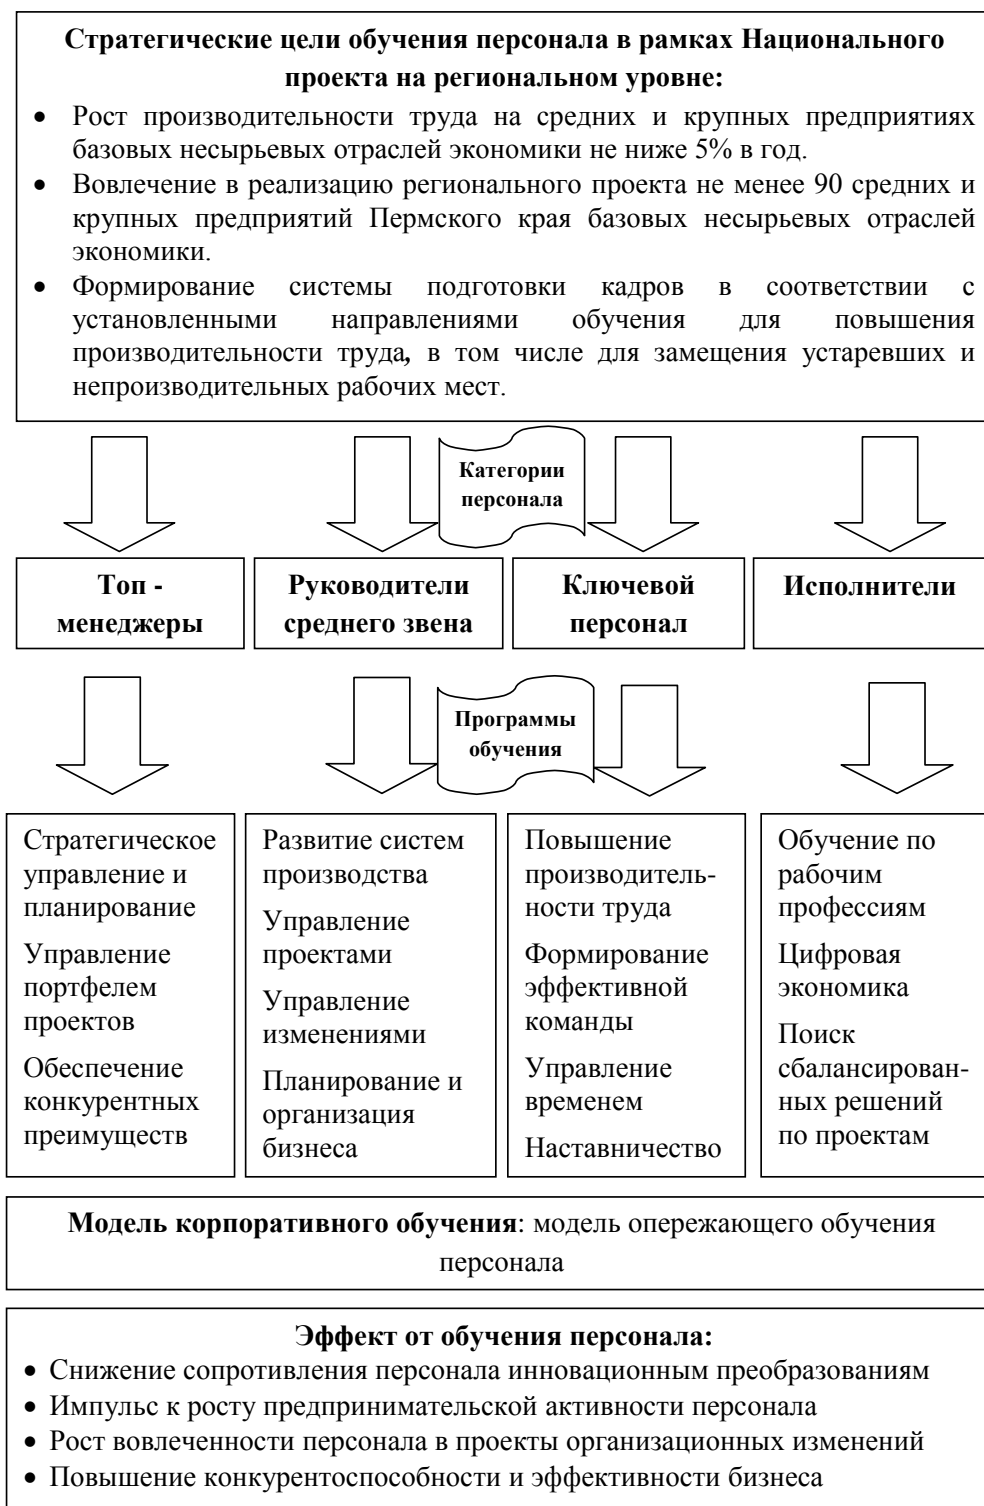 Стратегические цели обучения персонала в рамках Национального
проекта на региональном уровне:
• Рост производительности труда на средних и крупных предприятиях
базовых несырьевых отраслей экономики не ниже 5% в год.
• Вовлечение в реализацию регионального проекта не менее 90 средних и
крупных предприятий Пермского края базовых несырьевых отраслей
экономики.
• Формирование системы подготовки кадров в соответствии с
установленными направлениями обучения для повышения
производительности труда, в том числе для замещения устаревших и
непроизводительных рабочих мест.
Категории
персонала
Топ -
менеджеры
Руководители
среднего звена
Ключевой
персонал
Исполнители
Программы
обучения
Стратегическое
управление и
планирование
Управление
портфелем
проектов
Обеспечение
конкурентных
преимуществ
Развитие систем
производства
Управление
проектами
Управление
изменениями
Планирование и
организация
бизнеса
Повышение
производитель-
ности труда
Формирование
эффективной
команды
Управление
временем
Наставничество
Обучение по
рабочим
профессиям
Цифровая
экономика
Поиск
сбалансирован-
ных решений
по проектам
Модель корпоративного обучения: модель опережающего обучения
персонала
Эффект от обучения персонала:
• Снижение сопротивления персонала инновационным преобразованиям
• Импульс к росту предпринимательской активности персонала
• Рост вовлеченности персонала в проекты организационных изменений
• Повышение конкурентоспособности и эффективности бизнеса